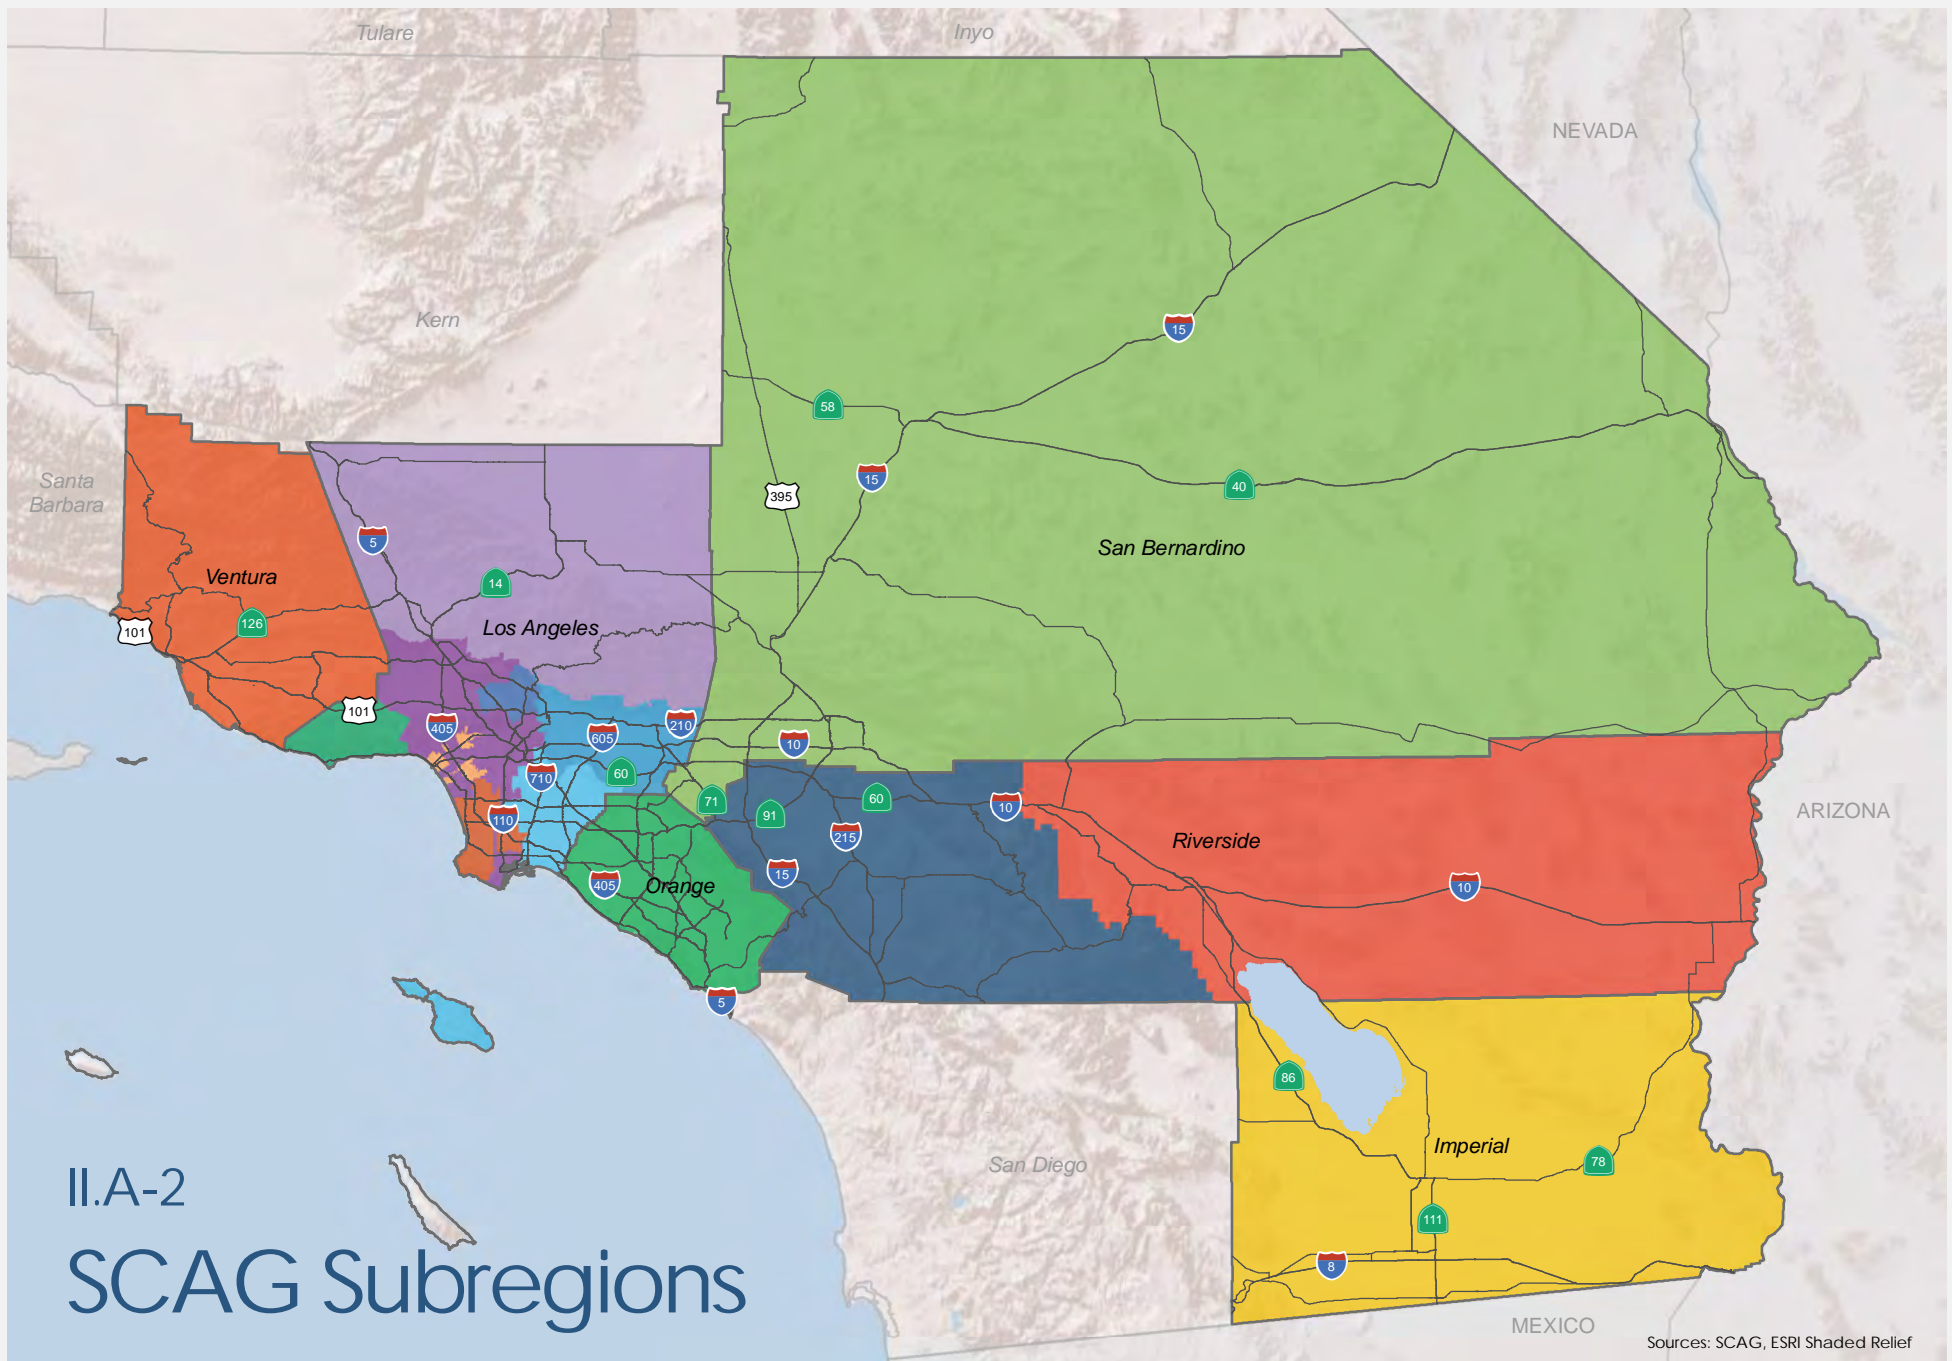 Tulare
Inyo
NEVADA
Kern
15
58
Santa
Barbara
395
15
40
5
San Bernardino
Ventura
14
126
Los Angeles
101
101
405
210
605
10
710
60
71
60
10
110
91
215
Riverside
ARIZONA
15
405
Orange
10
5
86
Imperial
78
San Diego
II.A-2
111
SCAG Subregions
8
MEXICO
Sources: SCAG, ESRI Shaded Relief